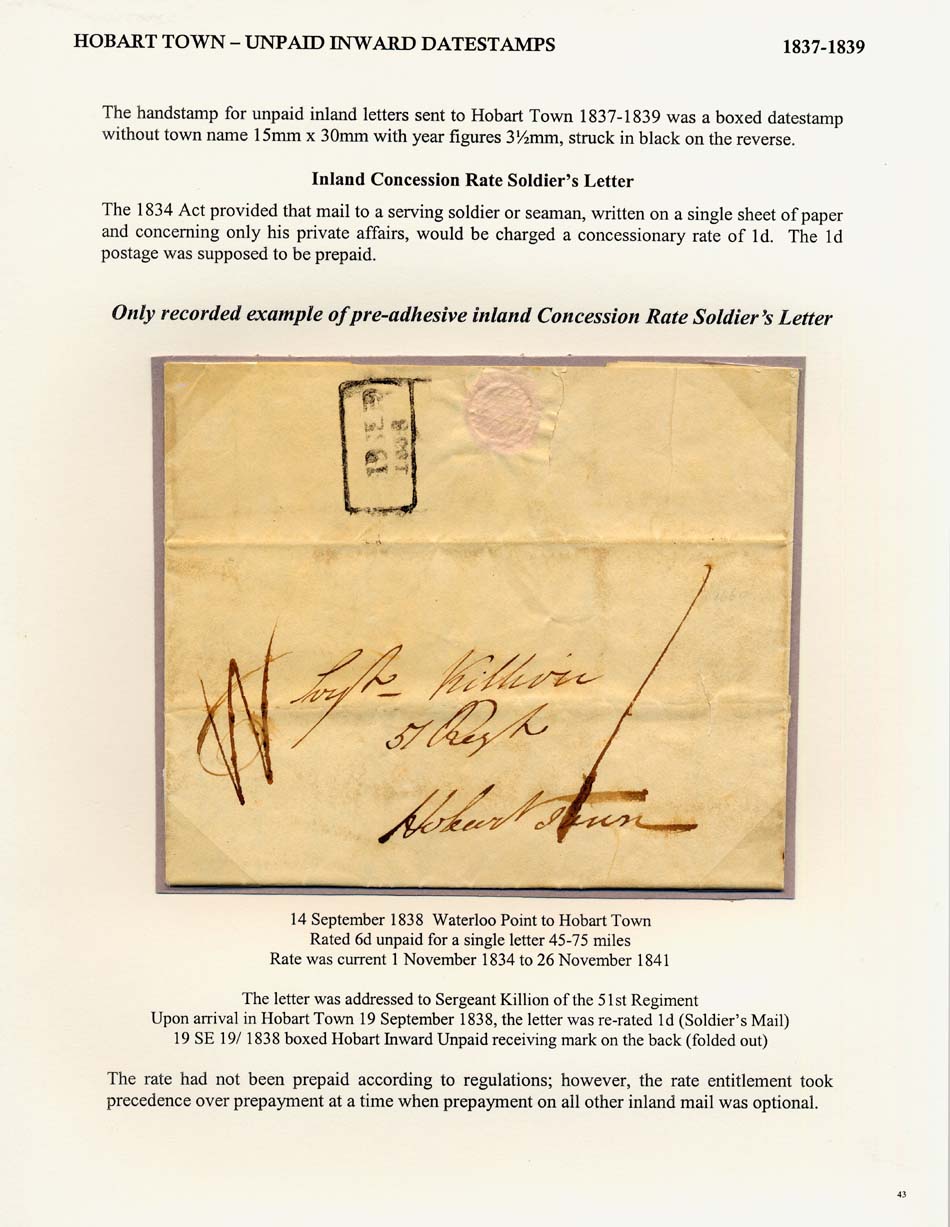 HOBART TOWN – UNPAID INWARD DATESTAMPS
1837-1839
The handstamp for unpaid inland letters sent to Hobart Town 1837-1839 was a boxed datestamp
without town name 15mm x 30mm with year figures 3½mm, struck in black on the reverse.
Inland Concession Rate Soldier's Letter
The 1834 Act provided that mail to a serving soldier or seaman, written on a single sheet of paper
and concerning only his private affairs, would be charged a concessionary rate of 1d. The 1d
postage was supposed to be prepaid.
Only recorded example of pre-adhesive inland Concession Rate Soldier's Letter
19 SE
1838
Killion
51 Regt
Hobart Town
14 September 1838 Waterloo Point to Hobart Town
Rated 6d unpaid for a single letter 45-75 miles
Rate was current 1 November 1834 to 26 November 1841
The letter was addressed to Sergeant Killion of the 51st Regiment
Upon arrival in Hobart Town 19 September 1838, the letter was re-rated 1d (Soldier's Mail)
19 SE 19/ 1838 boxed Hobart Inward Unpaid receiving mark on the back (folded out)
The rate had not been prepaid according to regulations; however, the rate entitlement took
precedence over prepayment at a time when prepayment on all other inland mail was optional.
43